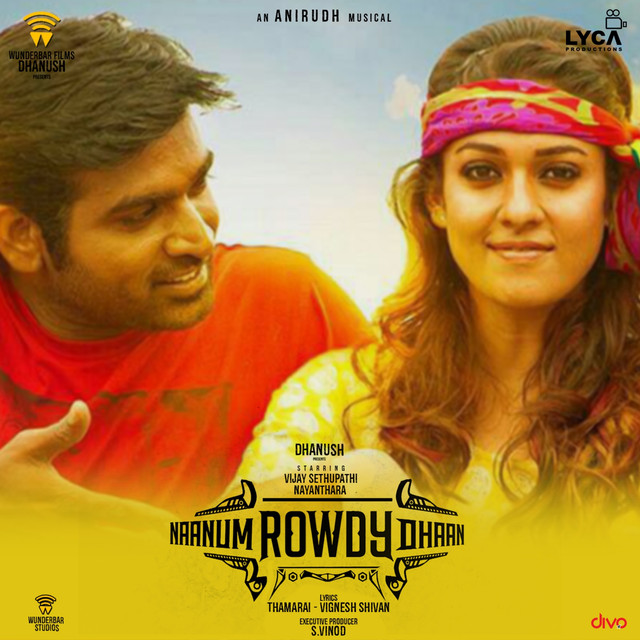 AN ANIRUDH MUSICAL
WUNDERBAR FILMS
DHANUSH
PRESENTS
LYCA
PRODUCTIONS
DHANUSH
PRESENTS
STARRING
VIJAY SETHUPATHI
NAYANTHARA
NAANUM ROWDY DHAAN
LYRICS
THAMARAI - VIGNESH SHIVAN
EXECUTIVE PRODUCER
S.VINOD
WUNDERBAR
STUDIOS
divo